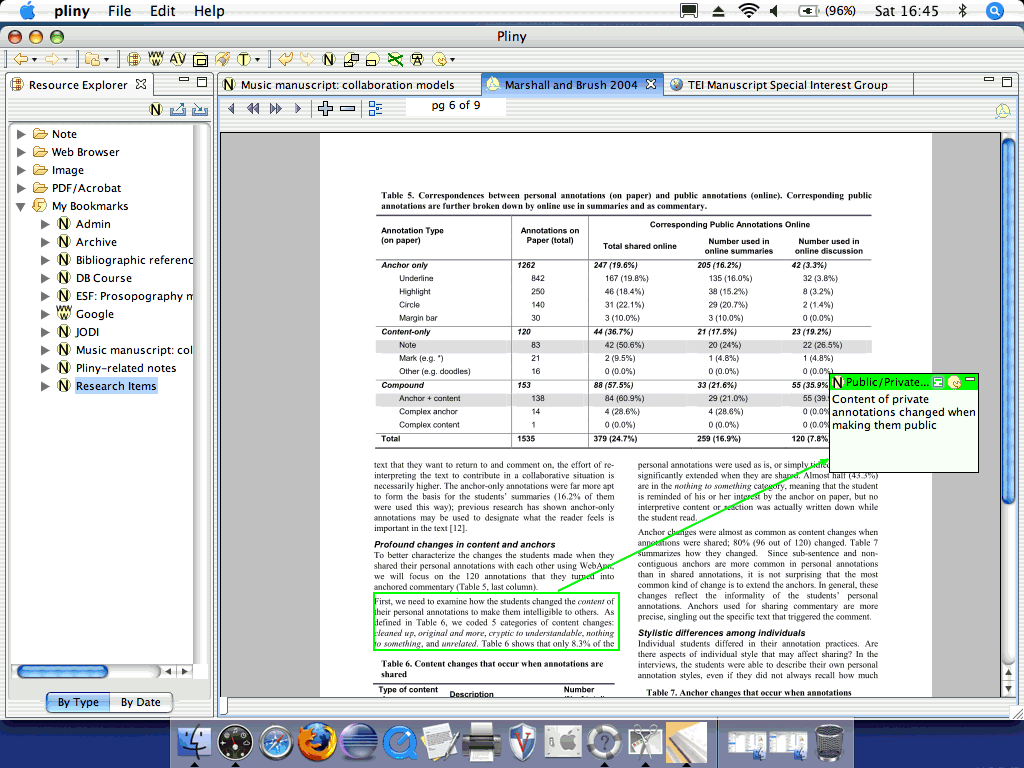 pliny File Edit Help (96%) Sat 16:45
Pliny
Resource Explorer
Music manuscript: collaboration models
Marshall and Brush 2004
TEI Manuscript Special Interest Group
pg 6 of 9
Note
Web Browser
Image
PDF/Acrobat
My Bookmarks
Admin
Archive
Bibliographic referenc
DB Course
ESF: Prosopography m
Google
JODI
Music manuscript: col
Pliny-related notes
Research Items
By Type By Date
Table 5. Correspondences between personal annotations (on paper) and public annotations (online). Corresponding public
annotations are further broken down by online use in summaries and as commentary.
Annotation Type (on paper) Annotations on Paper (total) Corresponding Public Annotations Online
Total shared online Number used in online summaries Number used in online discussion
Anchor only 1262 247 (19.6%) 205 (16.2%) 42 (3.3%)
Underline 842 167 (19.8%) 135 (16.0%) 32 (3.8%)
Highlight 250 46 (18.4%) 38 (15.2%) 8 (3.2%)
Circle 140 31 (22.1%) 29 (20.7%) 2 (1.4%)
Margin bar 30 3 (10.0%) 3 (10.0%) 0 (0.0%)
Content-only 120 44 (36.7%) 21 (17.5%) 23 (19.2%)
Note 83 42 (50.6%) 20 (24%) 22 (26.5%)
Mark (e.g. *) 21 2 (9.5%) 1 (4.8%) 1 (4.8%)
Other (e.g. doodles) 16 0 (0.0%) 0 (0.0%) 0 (0.0%)
Compound 153 88 (57.5%) 33 (21.6%) 55 (35.9%
Anchor + content 138 84 (60.9%) 29 (21.0%) 55 (39.
Complex anchor 14 4 (28.6%) 4 (28.6%) 0 (0.0%
Complex content 1 0 (0.0%) 0 (0.0%) 0 (0.0%
Total 1535 379 (24.7%) 259 (16.9%) 120 (7.8%
Public/Private...
Content of private
annotations changed when
making them public
text that they want to return to and comment on, the effort of re-
interpreting the text to contribute in a collaborative situation is
necessarily higher. The anchor-only annotations were far more apt
to form the basis for the students' summaries (16.2% of them
were used this way); previous research has shown anchor-only
annotations may be used to designate what the reader feels is
important in the text [12].
Profound changes in content and anchors
To better characterize the changes the students made when they
shared their personal annotations with each other using WebAnn,
we will focus on the 120 annotations that they turned into
anchored commentary (Table 5, last column).
First, we need to examine how the students changed the content of
their personal annotations to make them intelligible to others. As
defined in Table 6, we coded 5 categories of content changes:
cleaned up, original and more, cryptic to understandable, nothing
to something, and unrelated. Table 6 shows that only 8.3% of the
Table 6. Content changes that occur when annotations are
shared
Type of content Description Number
personal annotations were used as is, or simply
significantly extended when they are shared. Almost half (43.3%)
are in the nothing to something category, meaning that the student
is reminded of his or her interest by the anchor on paper, but no
interpretive content or reaction was actually written down while
the student read.
Anchor changes were almost as common as content changes when
annotations were shared; 80% (96 out of 120) changed. Table 7
summarizes how they changed. Since sub-sentence and non-
contiguous anchors are more common in personal annotations
than in shared annotations, it is not surprising that the most
common kind of change is to extend the anchors. In general, these
changes reflect the informality of the students' personal
annotations. Anchors used for sharing commentary are more
precise, singling out the specific text that triggered the comment.
Stylistic differences among individuals
Individual students differed in their annotation practices. Are
there aspects of individual style that may affect sharing? In the
interviews, the students were able to describe their own personal
annotation styles, even if they did not always recall how much
Table 7. Anchor changes that occur when annotations